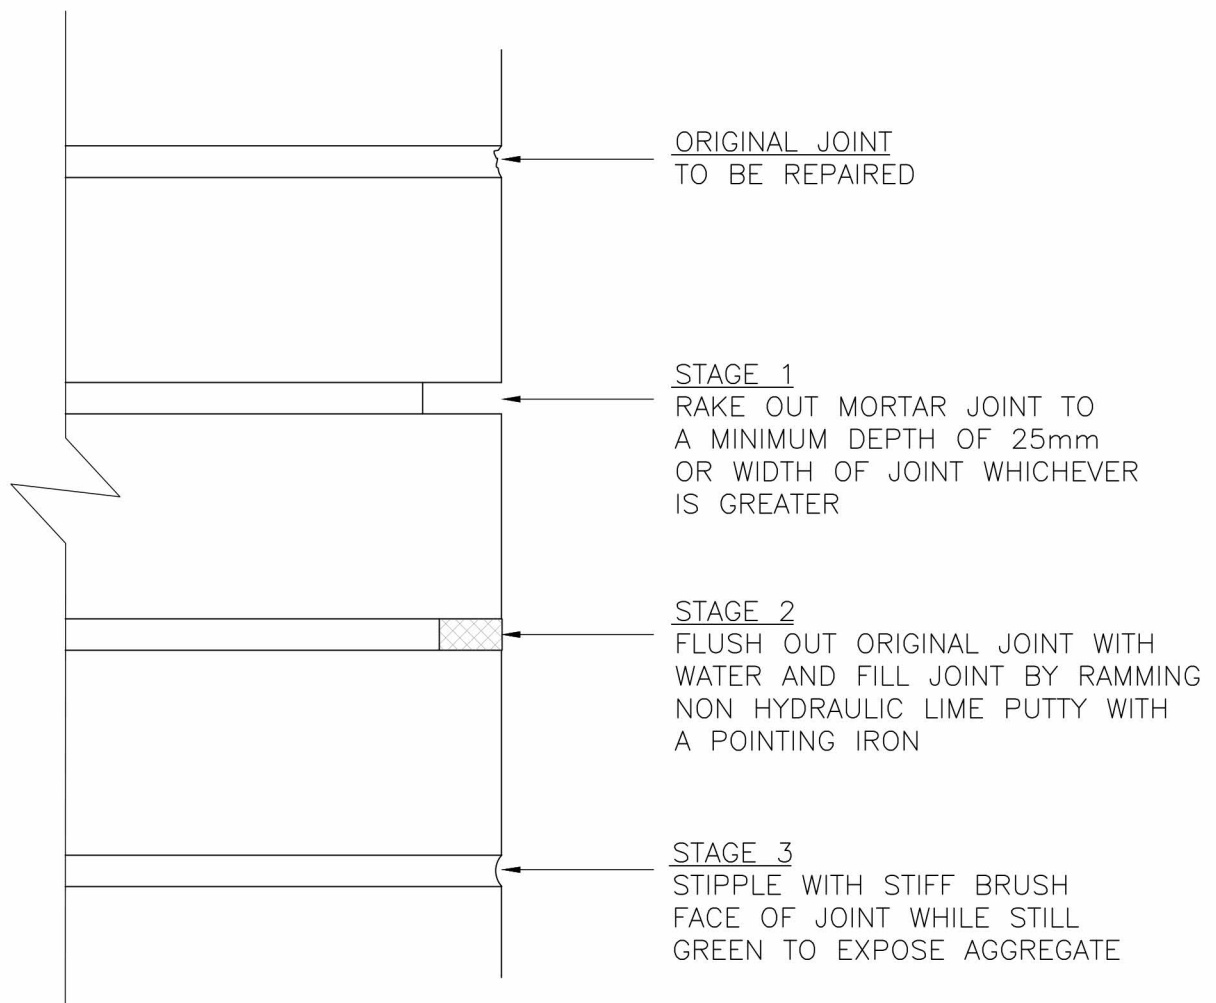 ORIGINAL JOINT
TO BE REPAIRED
STAGE 1
RAKE OUT MORTAR JOINT TO
A MINIMUM DEPTH OF 25mm
OR WIDTH OF JOINT WHICHEVER
IS GREATER
STAGE 2
FLUSH OUT ORIGINAL JOINT WITH
WATER AND FILL JOINT BY RAMMING
NON HYDRAULIC LIME PUTTY WITH
A POINTING IRON
STAGE 3
STIPPLE WITH STIFF BRUSH
FACE OF JOINT WHILE STILL
GREEN TO EXPOSE AGGREGATE